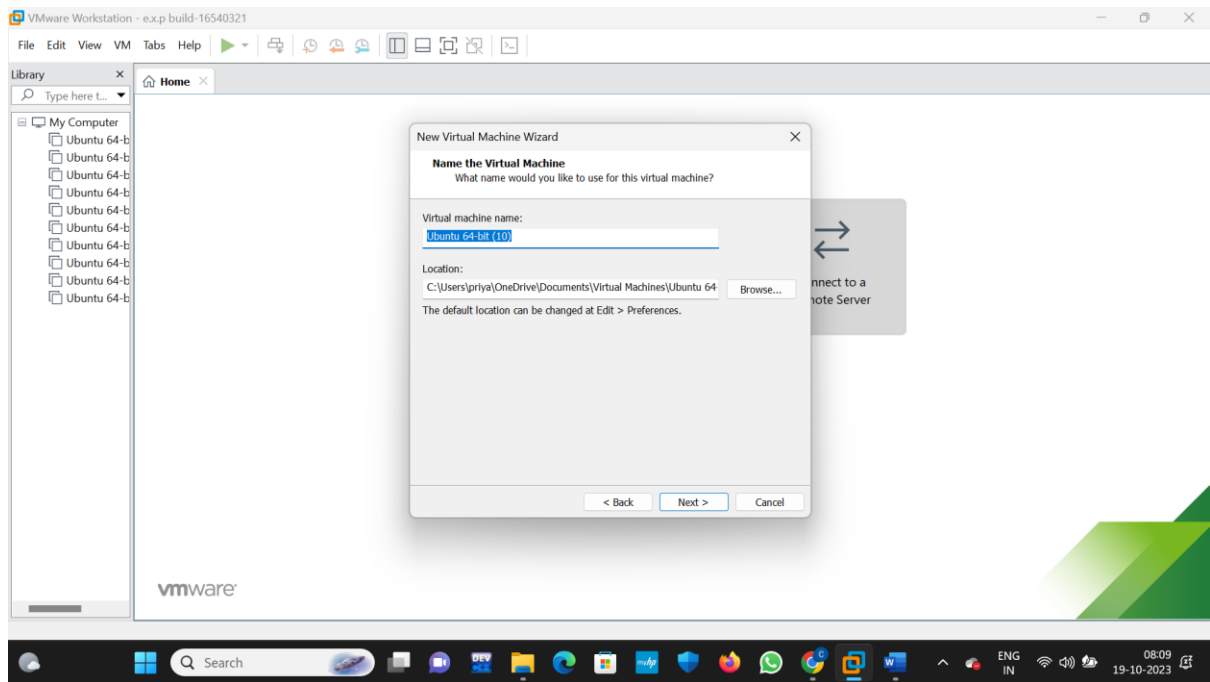 VMware Workstation - e.x.p build-16540321
File Edit View VM Tabs Help
Library
Type here t...
My Computer
Ubuntu 64-b
Ubuntu 64-b
Ubuntu 64-b
Ubuntu 64-b
Ubuntu 64-b
Ubuntu 64-b
Ubuntu 64-b
Ubuntu 64-b
Ubuntu 64-b
Ubuntu 64-b
Home
New Virtual Machine Wizard
Name the Virtual Machine
What name would you like to use for this virtual machine?
Virtual machine name:
Ubuntu 64-bit (10)
Location:
C:\Users\priya\OneDrive\Documents\Virtual Machines\Ubuntu 64-
Browse...
The default location can be changed at Edit > Preferences.
< Back Next > Cancel
nnect to a
note Server
vmware
Search
DEV
mhp
W
ENG
IN
08:09
19-10-2023